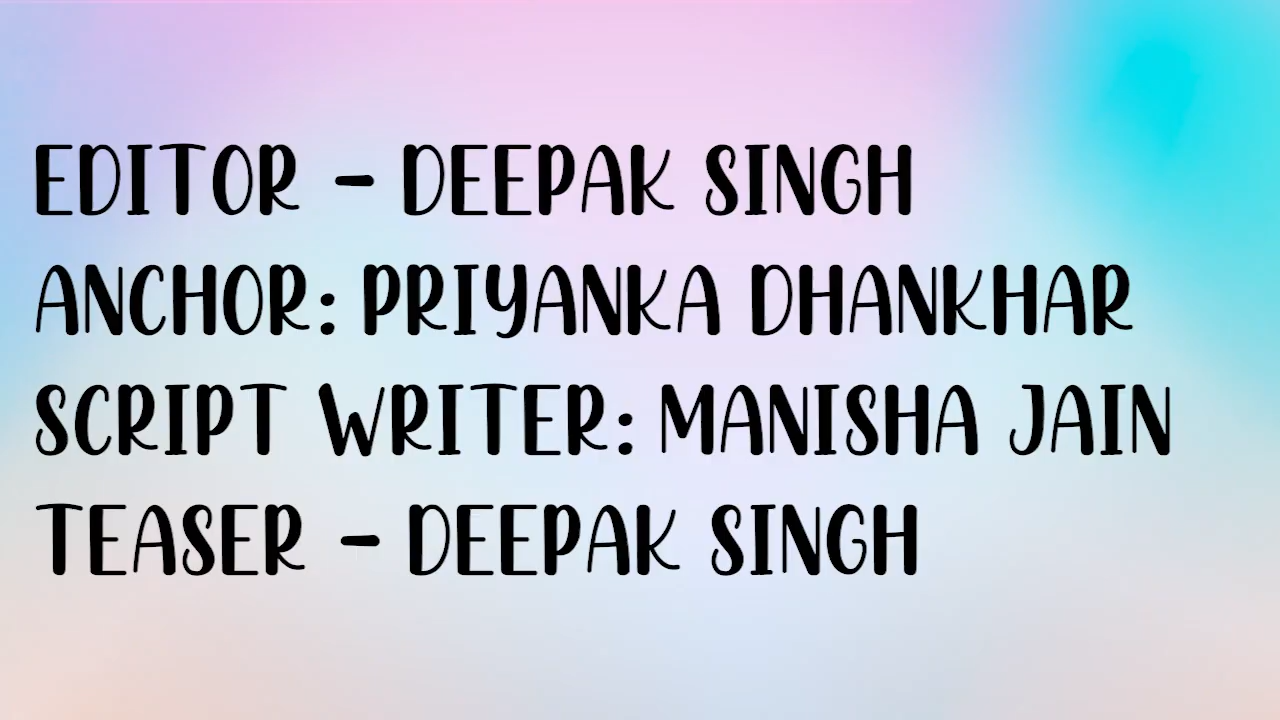 EDITOR - DEEPAK SINGH
ANCHOR: PRIYANKA DHANKHAR
SCRIPT WRITER: MANISHA JAIN
TEASER - DEEPAK SINGH